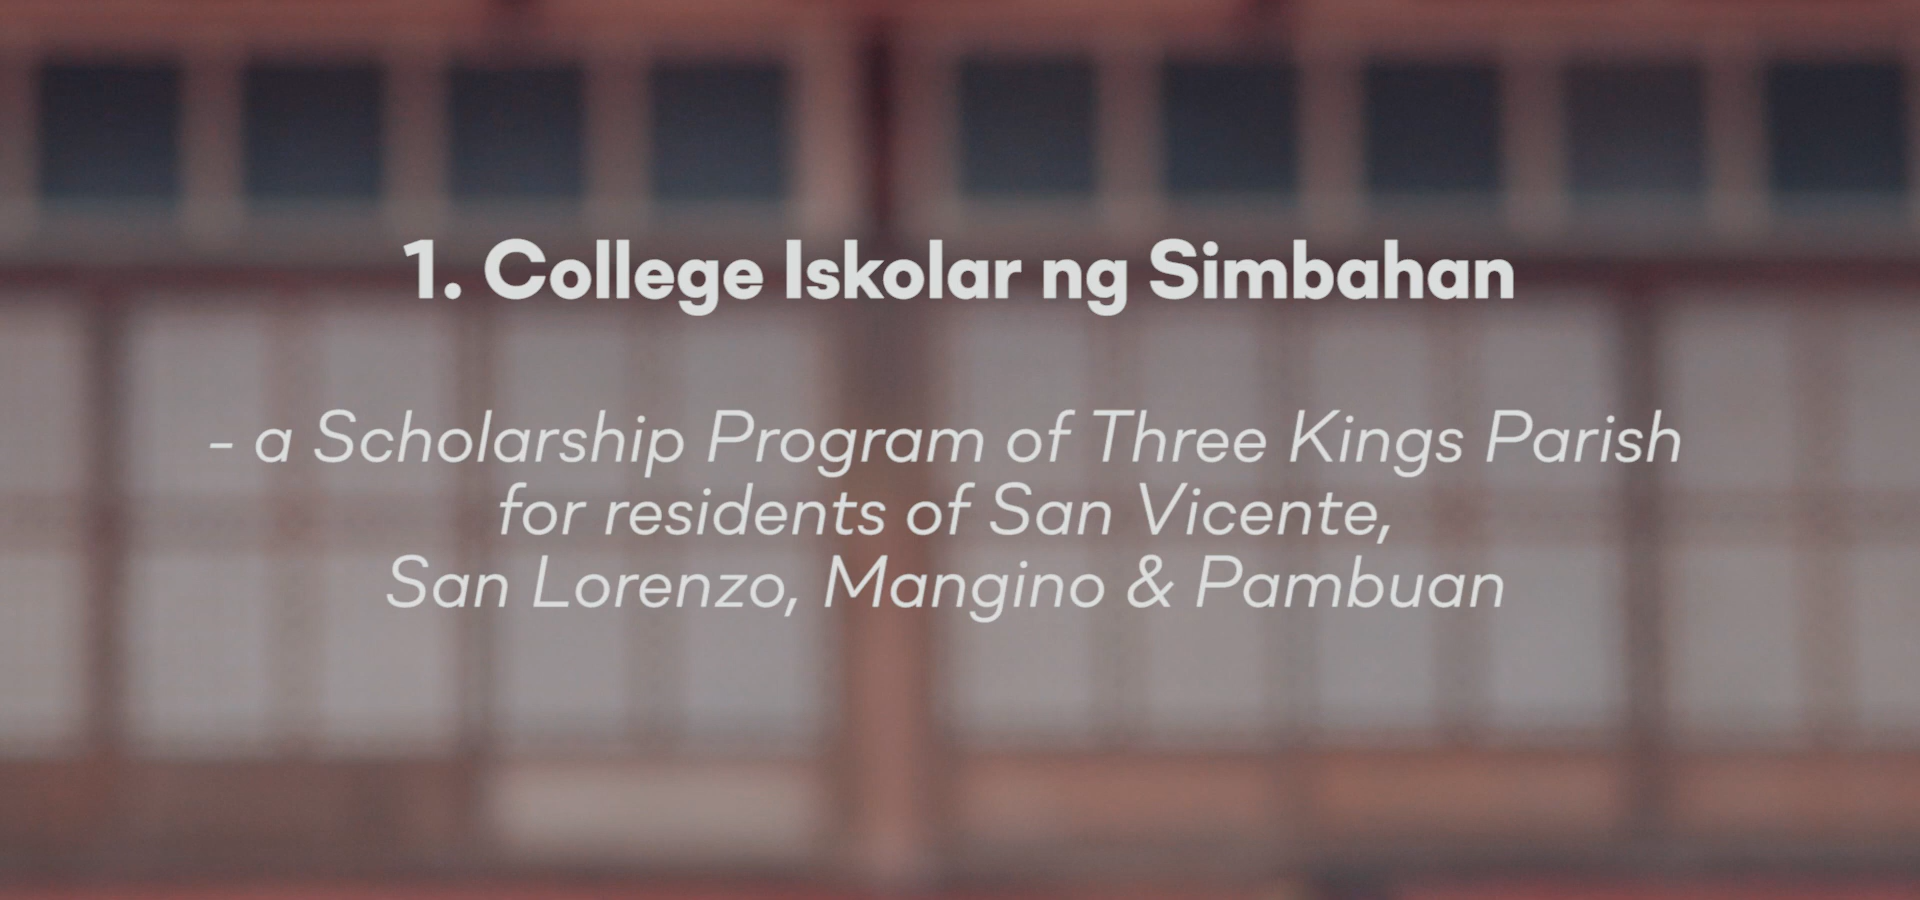 1. College Iskolar ng Simbahan
- a Scholarship Program of Three Kings Parish
for residents of San Vicente,
San Lorenzo, Mangino & Pambuan